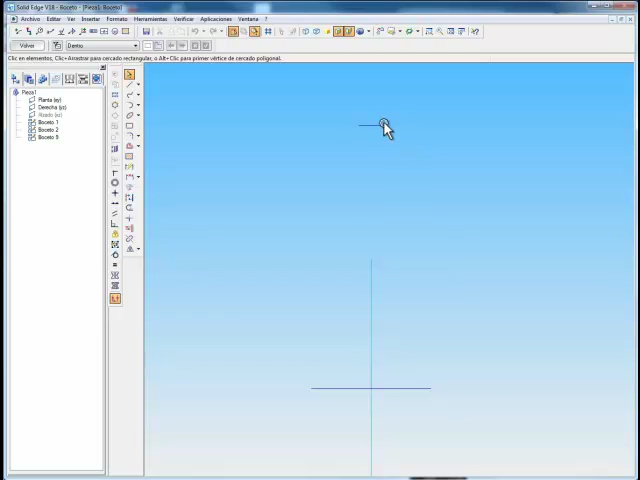 Solid Edge V18 - Boceto - [Pieza1: Boceto]
Archivo Editar Ver Insertar Formato Herramientas Verificar Aplicaciones Ventana ?
Volver Dentro
Clic en elementos, Clic+Arrastrar para cercado rectangular, o Alt+Clic para primer vértice de cercado poligonal.
Pieza1
Planta (xy)
Derecha (yz)
Alzado (xz)
Boceto 1
Boceto 2
Boceto 9